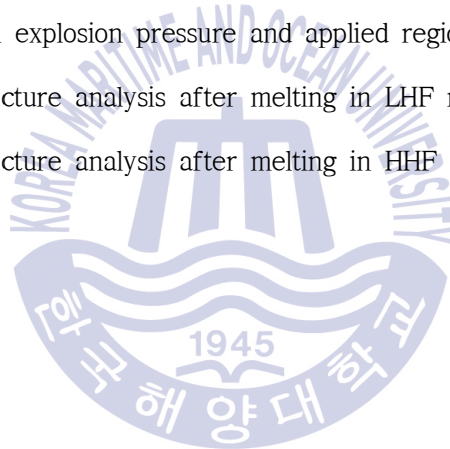 explosion pressure and applied regio
cture analysis after melting in LHF
cture analysis after melting in HHF
KOREA MARITIME AND OCEAN UNIVERSITY
1945
한국해양대학교